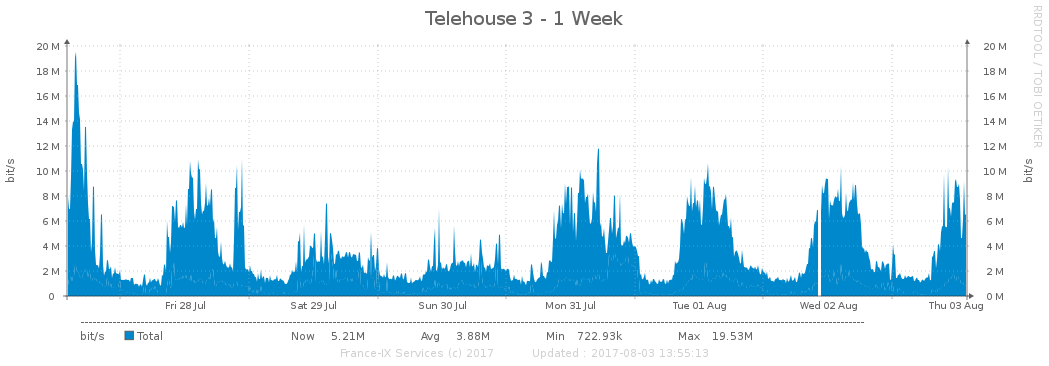 Telehouse 3 - 1 Week
RRDTOOL / TOBI OETIKER
bit/s
20 M
18 M
16 M
14 M
12 M
10 M
8 M
6 M
4 M
2 M
0
20 M
18 M
16 M
14 M
12 M
10 M
8 M
6 M
4 M
2 M
0 M
bit/s
Fri 28 Jul Sat 29 Jul Sun 30 Jul Mon 31 Jul Tue 01 Aug Wed 02 Aug Thu 03 Aug
bit/s Total Now 5.21M Avg 3.88M Min 722.93k Max 19.53M
France-IX Services (c) 2017 Updated : 2017-08-03 13:55:13